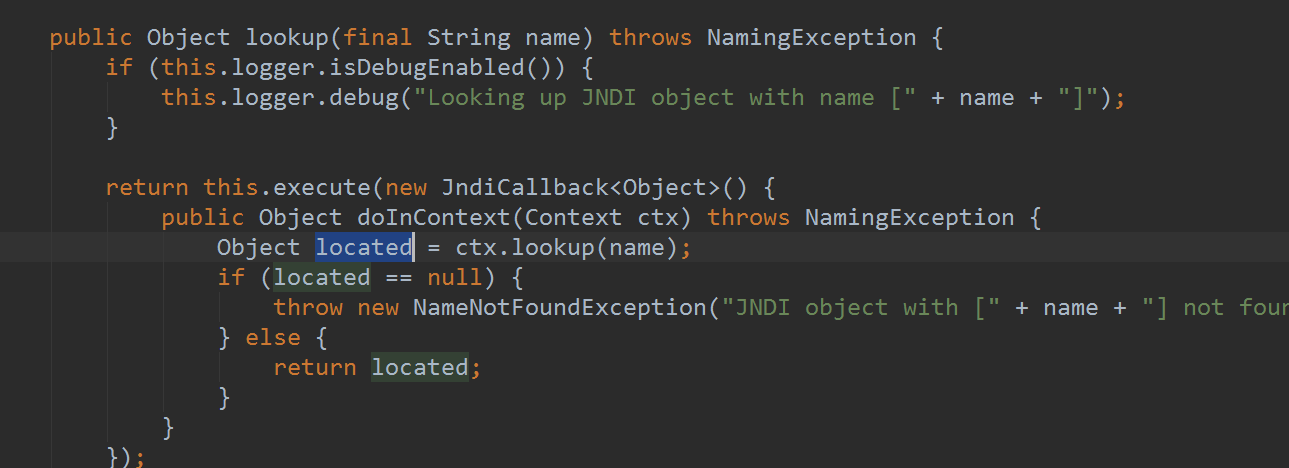 public Object lookup(final String name) throws NamingException {
if (this.logger.isDebugEnabled()) {
this.logger.debug("Looking up JNDI object with name [" + name + "]");
}
return this.execute(new JndiCallback<Object>() {
public Object doInContext(Context ctx) throws NamingException {
Object located = ctx.lookup(name);
if (located == null) {
throw new NameNotFoundException("JNDI object with [" + name + "] not
} else {
return located;
}
}
});